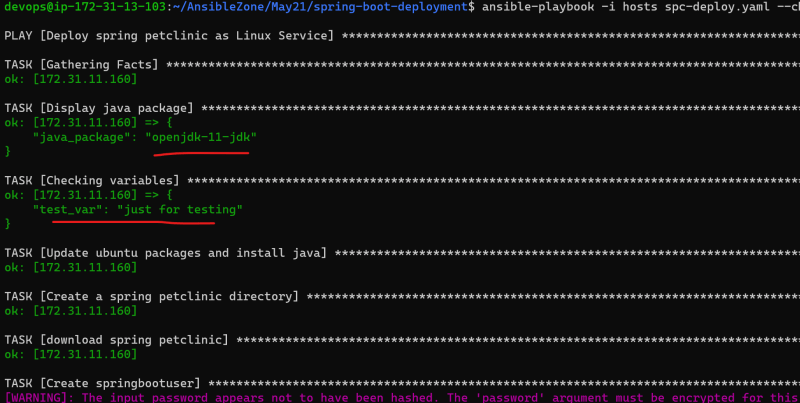 devops@ip-172-31-13-103:~/AnsibleZone/May21/spring-boot-deployment$ ansible-playbook -i hosts spc-deploy.yaml
PLAY [Deploy spring petclinic as Linux Service] ****************************************************************
TASK [Gathering Facts] ****************************************************************
ok: [172.31.11.160]
TASK [Display java package] ****************************************************************
ok: [172.31.11.160] => {
    "java_package": "openjdk-11-jdk"
}
TASK [Checking variables] ****************************************************************
ok: [172.31.11.160] => {
    "test_var": "just for testing"
}
TASK [Update ubuntu packages and install java] ****************************************************************
ok: [172.31.11.160]
TASK [Create a spring petclinic directory] ****************************************************************
ok: [172.31.11.160]
TASK [download spring petclinic] ****************************************************************
ok: [172.31.11.160]
TASK [Create springbootuser] ****************************************************************
[WARNING]: The input password appears not to have been hashed. The 'password' argument must be encrypted for this